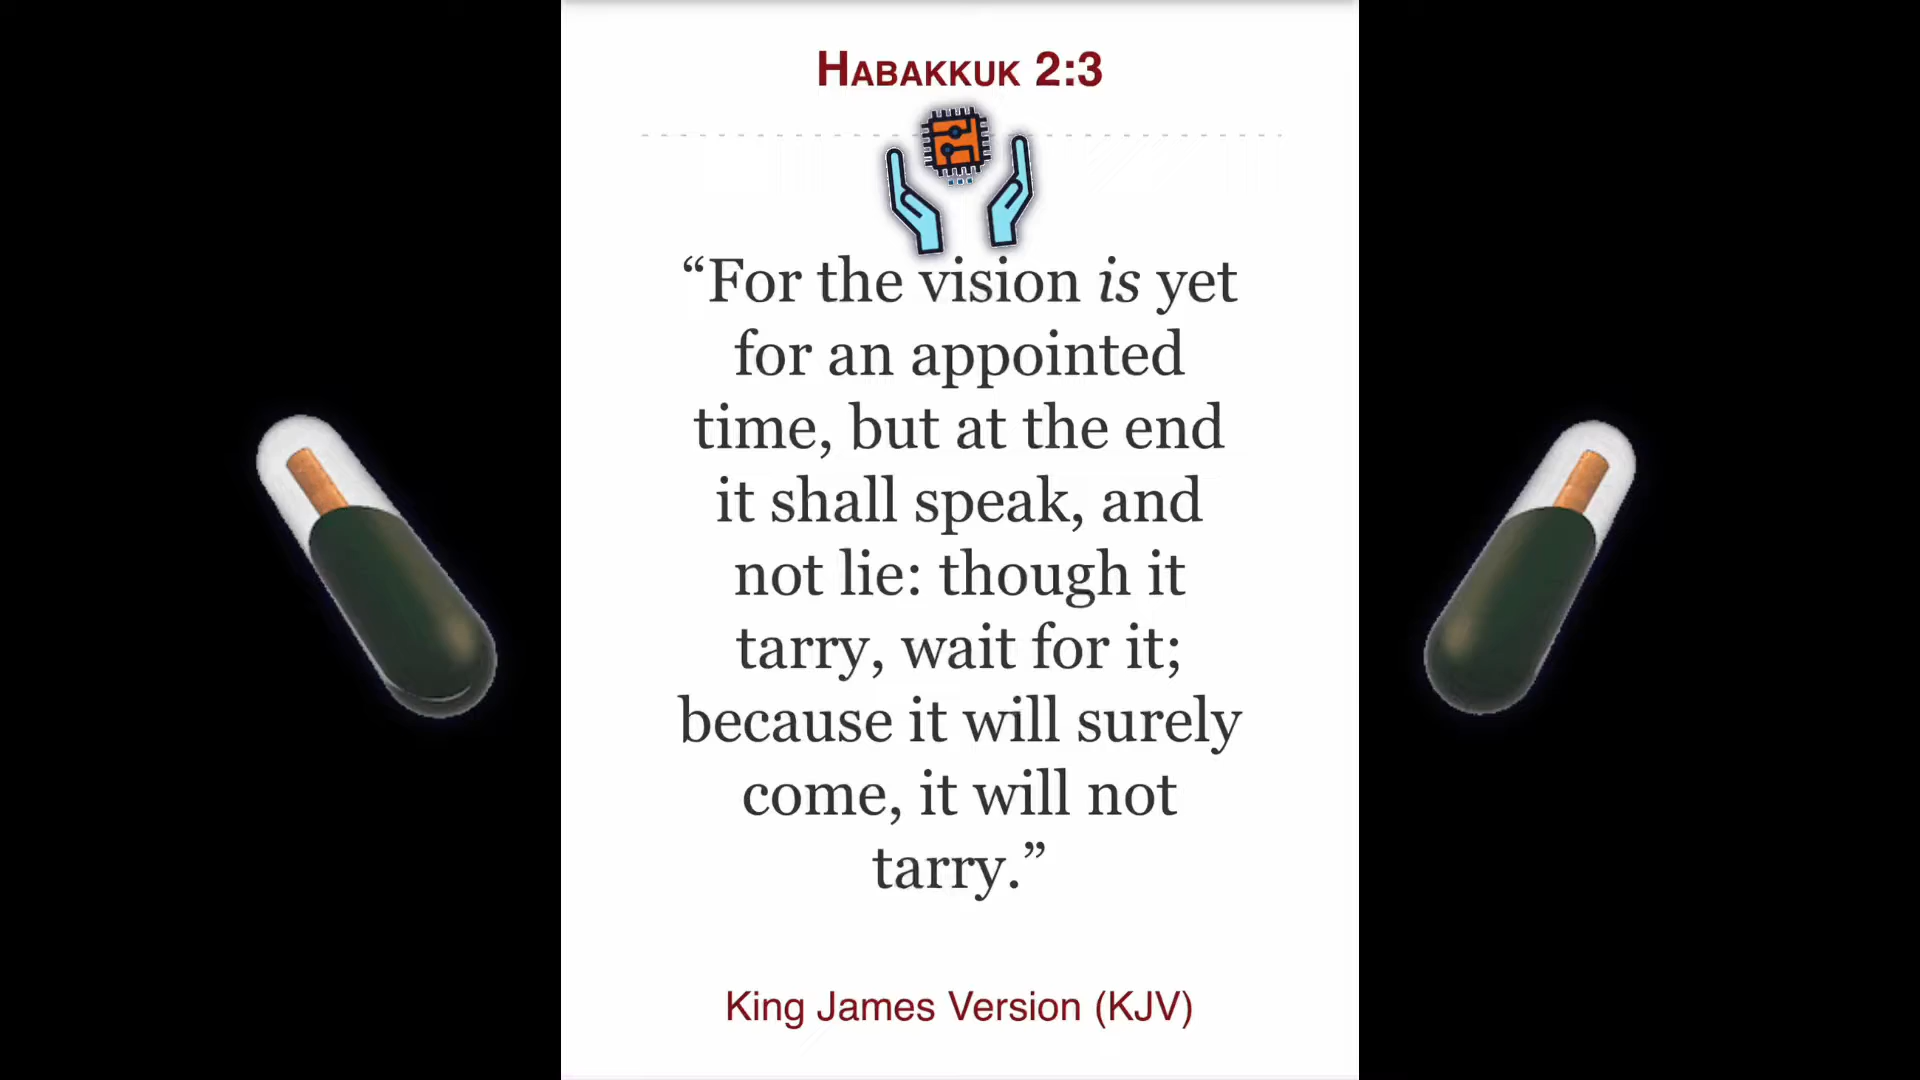 HABAKKUK 2:3
“For the vision is yet
for an appointed
time, but at the end
it shall speak, and
not lie: though it
tarry, wait for it;
because it will surely
come, it will not
tarry.”
King James Version (KJV)